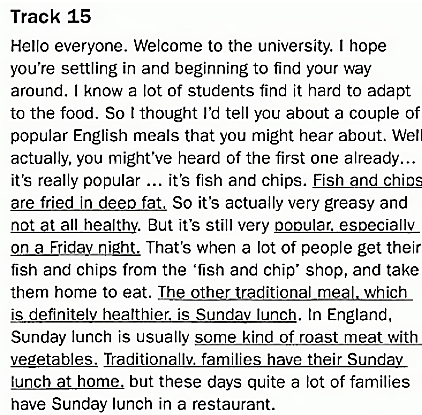 Track 15
Hello everyone. Welcome to the university. I hope
you're settling in and beginning to find your way
around. I know a lot of students find it hard to adapt
to the food. So I thought I'd tell you about a couple of
popular English meals that you might hear about. Well
actually, you might've heard of the first one already...
it's really popular ... it's fish and chips. Fish and chips
are fried in deep fat. So it's actually very greasy and
not at all healthy. But it's still very popular, especially
on a Friday night. That's when a lot of people get their
fish and chips from the 'fish and chip' shop, and take
them home to eat. The other traditional meal, which
is definitely healthier, is Sunday lunch. In England,
Sunday lunch is usually some kind of roast meat with
vegetables. Traditionally, families have their Sunday
lunch at home, but these days quite a lot of families
have Sunday lunch in a restaurant.